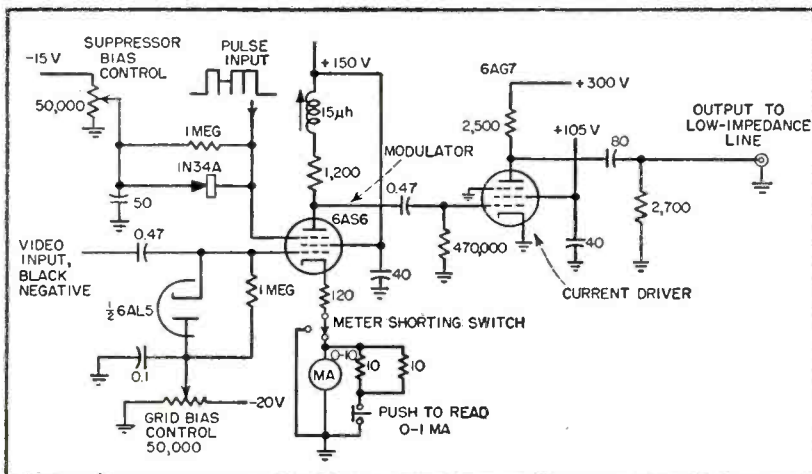 SUPPRESSOR
BIAS
CONTROL
-15 V
50,000
PULSE
INPUT
1 MEG
1N34A
50
+150 V
15μh
1,200
MODULATOR
6AS6
0.47
470,000
6AG7
+300 V
2,500
+105 V
80
OUTPUT TO
LOW-IMPEDANCE
LINE
2,700
40
CURRENT DRIVER
VIDEO
INPUT,
BLACK
NEGATIVE
0.47
½ 6AL5
1 MEG
40
120
METER SHORTING SWITCH
0-10
MA
10
10
PUSH TO READ
0-1 MA
0.1
-20V
GRID BIAS
CONTROL
50,000